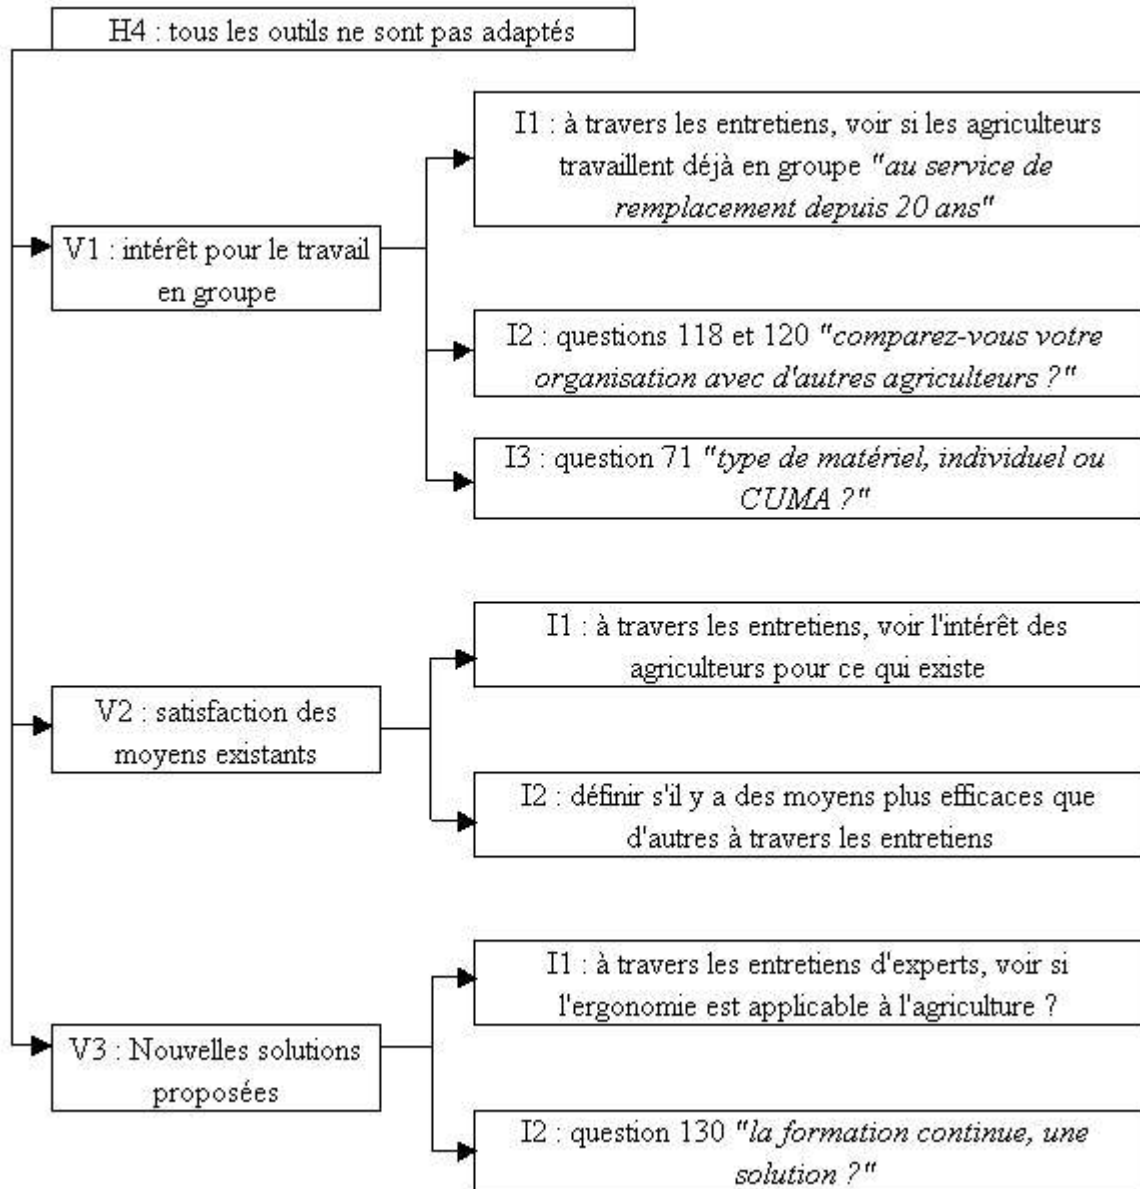 H4 : tous les outils ne sont pas adaptés
I1 : à travers les entretiens, voir si les agriculteurs
travaillent déjà en groupe "au service de
remplacement depuis 20 ans"
V1 : intérêt pour le travail
en groupe
I2 : questions 118 et 120 "comparez-vous votre
organisation avec d'autres agriculteurs ?"
I3 : question 71 "type de matériel, individuel ou
CUMA ?"
I1 : à travers les entretiens, voir l'intérêt des
agriculteurs pour ce qui existe
V2 : satisfaction des
moyens existants
I2 : définir s'il y a des moyens plus efficaces que
d'autres à travers les entretiens
I1 : à travers les entretiens d'experts, voir si
l'ergonomie est applicable à l'agriculture ?
V3 : Nouvelles solutions
proposées
I2 : question 130 "la formation continue, une
solution ?"